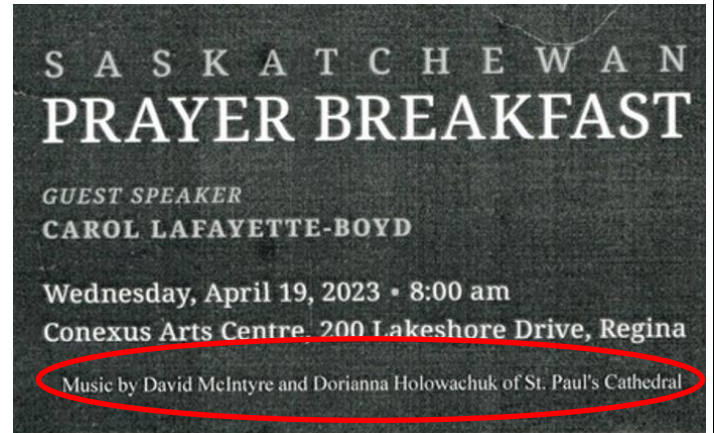 SASKATCHEWAN
PRAYER BREAKFAST
GUEST SPEAKER
CAROL LAFAYETTE-BOYD
Wednesday, April 19, 2023 • 8:00 am
Conexus Arts Centre, 200 Lakeshore Drive, Regina
Music by David McIntyre and Dorianna Holowachuk of St. Paul's Cathedral